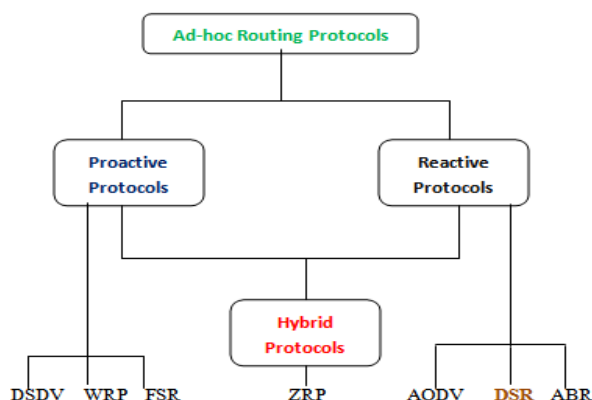 Ad-hoc Routing Protocols
Proactive
Protocols
Reactive
Protocols
Hybrid
Protocols
DSDV WRP FSR ZRP AODV DSR ABR